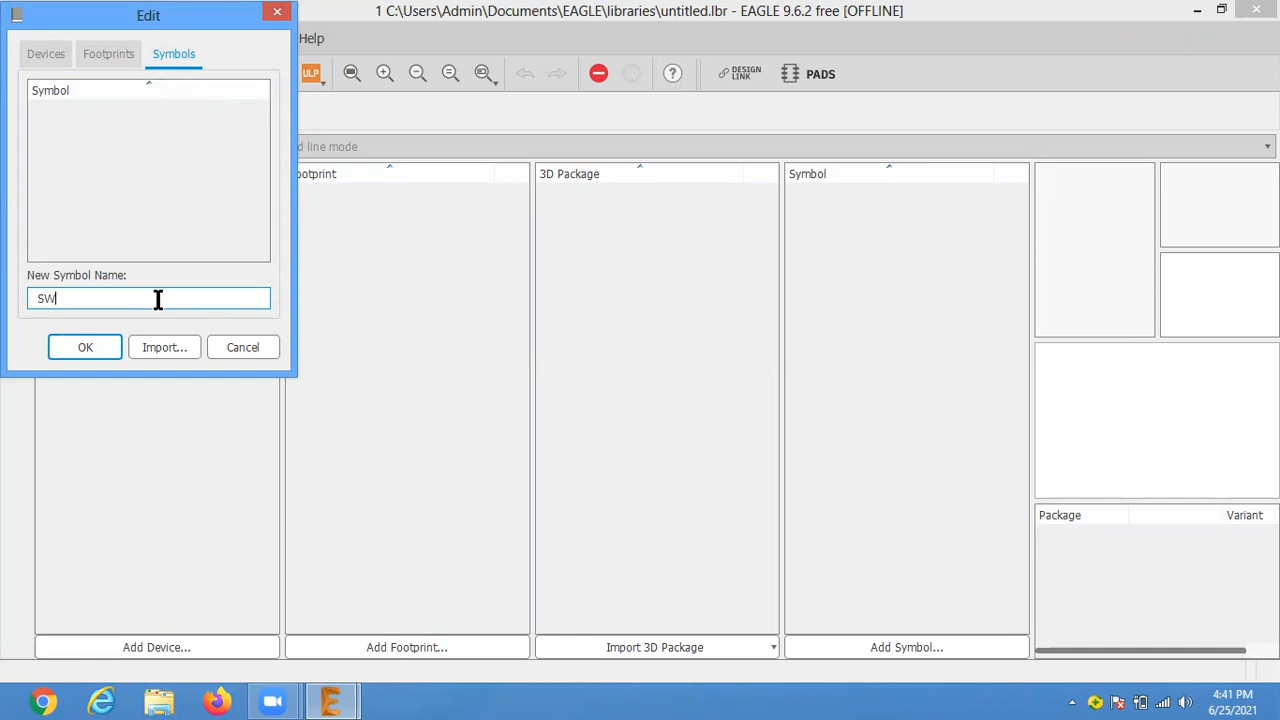 Edit
1 C:\Users\Admin\Documents\EAGLE\libraries\untitled.lbr - EAGLE 9.6.2 free [OFFLINE]
Help
Devices
Footprints
Symbols
ULP
DESIGN
LINK
PADS
Symbol
d line mode
ootprint
3D Package
Symbol
New Symbol Name:
SW
OK
Import...
Cancel
Package
Variant
Add Device...
Add Footprint...
Import 3D Package
Add Symbol...
4:41 PM
6/25/2021